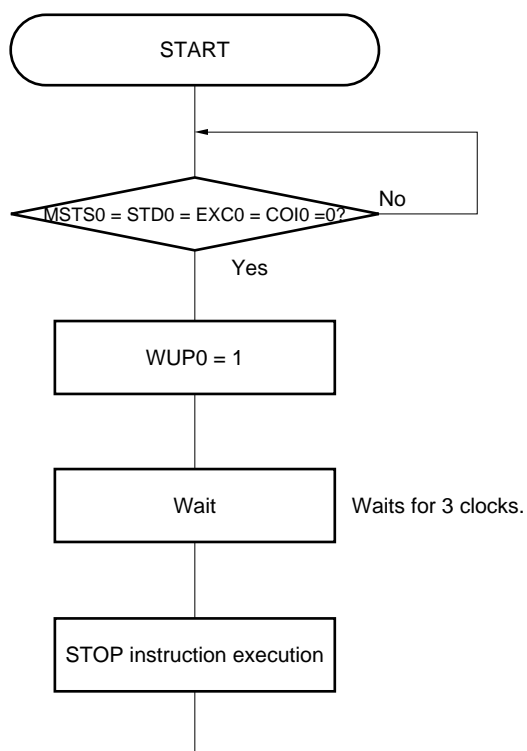 START
MSTS0 = STD0 = EXC0 = COI0 =0?
No
Yes
WUP0 = 1
Wait
Waits for 3 clocks.
STOP instruction execution